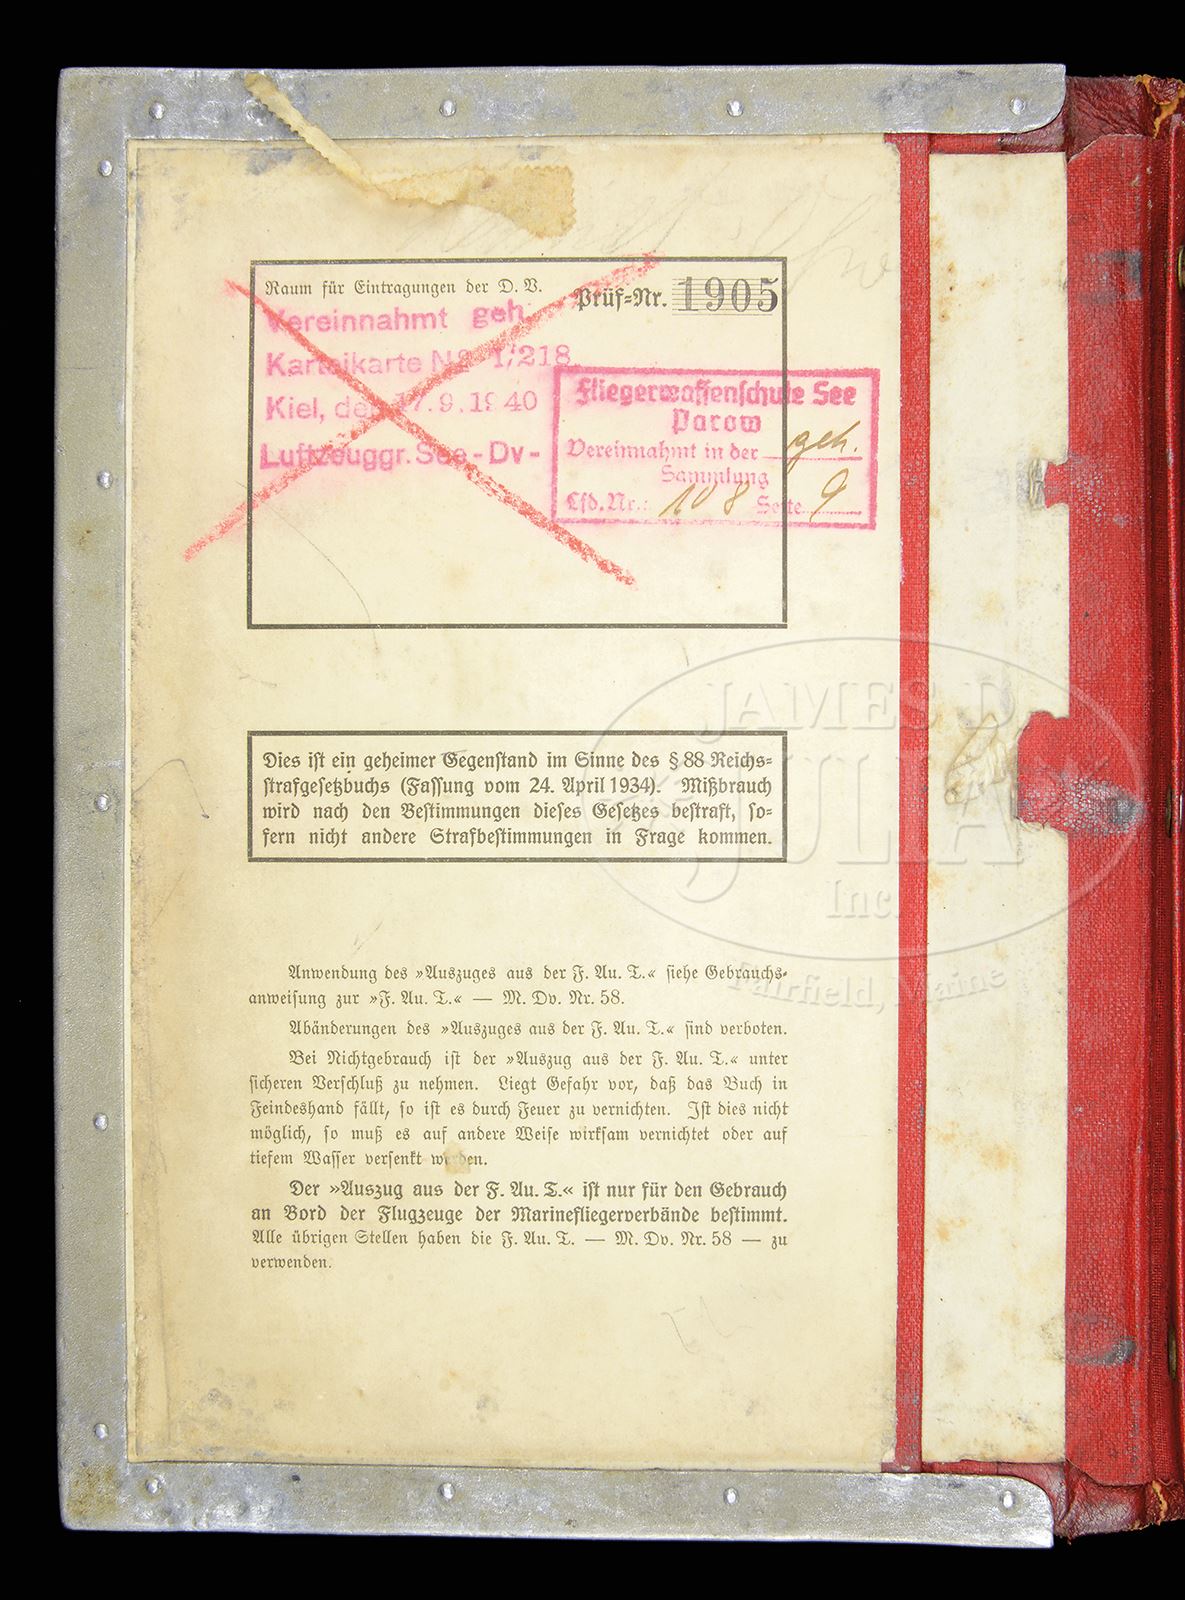 Raum für Eintragungen der D. V.
Prüf-Nr. 1905
Vereinnahmt geh.
Karteikarte No 1/218
Kiel, den 17.9.1940
Luftzeuggr. See - Dv -
Fliegerwaffenschule See
Parow
Vereinnahmt in der geh.
Sammlung
Lfd. Nr.: 108 Seite 9
Dies ist ein geheimer Gegenstand im Sinne des § 88 Reichs-
strafgesetzbuchs (Fassung vom 24. April 1934). Mißbrauch
wird nach den Bestimmungen dieses Gesetzes bestraft, so-
fern nicht andere Strafbestimmungen in Frage kommen.
JAMES D.
JULIA
Inc.
Fairfield, Maine
Anwendung des »Auszuges aus der F. Au. T.« siehe Gebrauchs-
anweisung zur »F. Au. T.« — M. Dv. Nr. 58.
Abänderungen des »Auszuges aus der F. Au. T.« sind verboten.
Bei Nichtgebrauch ist der »Auszug aus der F. Au. T.« unter
sicheren Verschluß zu nehmen. Liegt Gefahr vor, daß das Buch in
Feindeshand fällt, so ist es durch Feuer zu vernichten. Ist dies nicht
möglich, so muß es auf andere Weise wirksam vernichtet oder auf
tiefem Wasser versenkt werden.
Der »Auszug aus der F. Au. T.« ist nur für den Gebrauch
an Bord der Flugzeuge der Marinefliegerverbände bestimmt.
Alle übrigen Stellen haben die F. Au. T. — M. Dv. Nr. 58 — zu
verwenden.